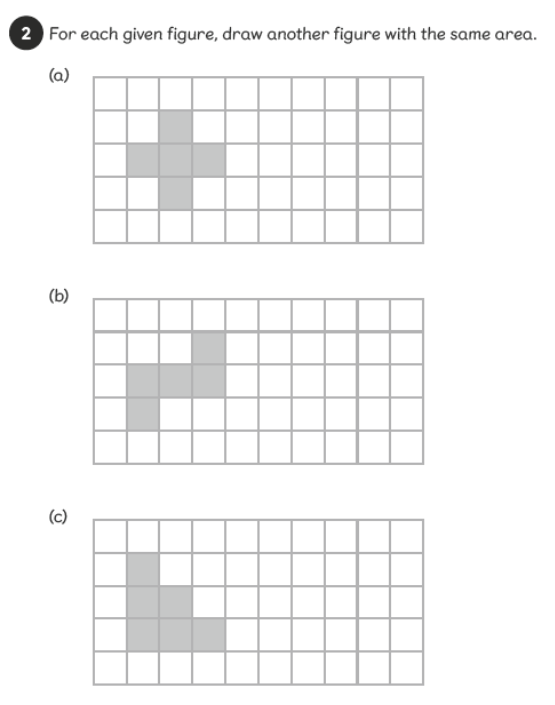 2 For each given figure, draw another figure with the same area.
(a)
(b)
(c)